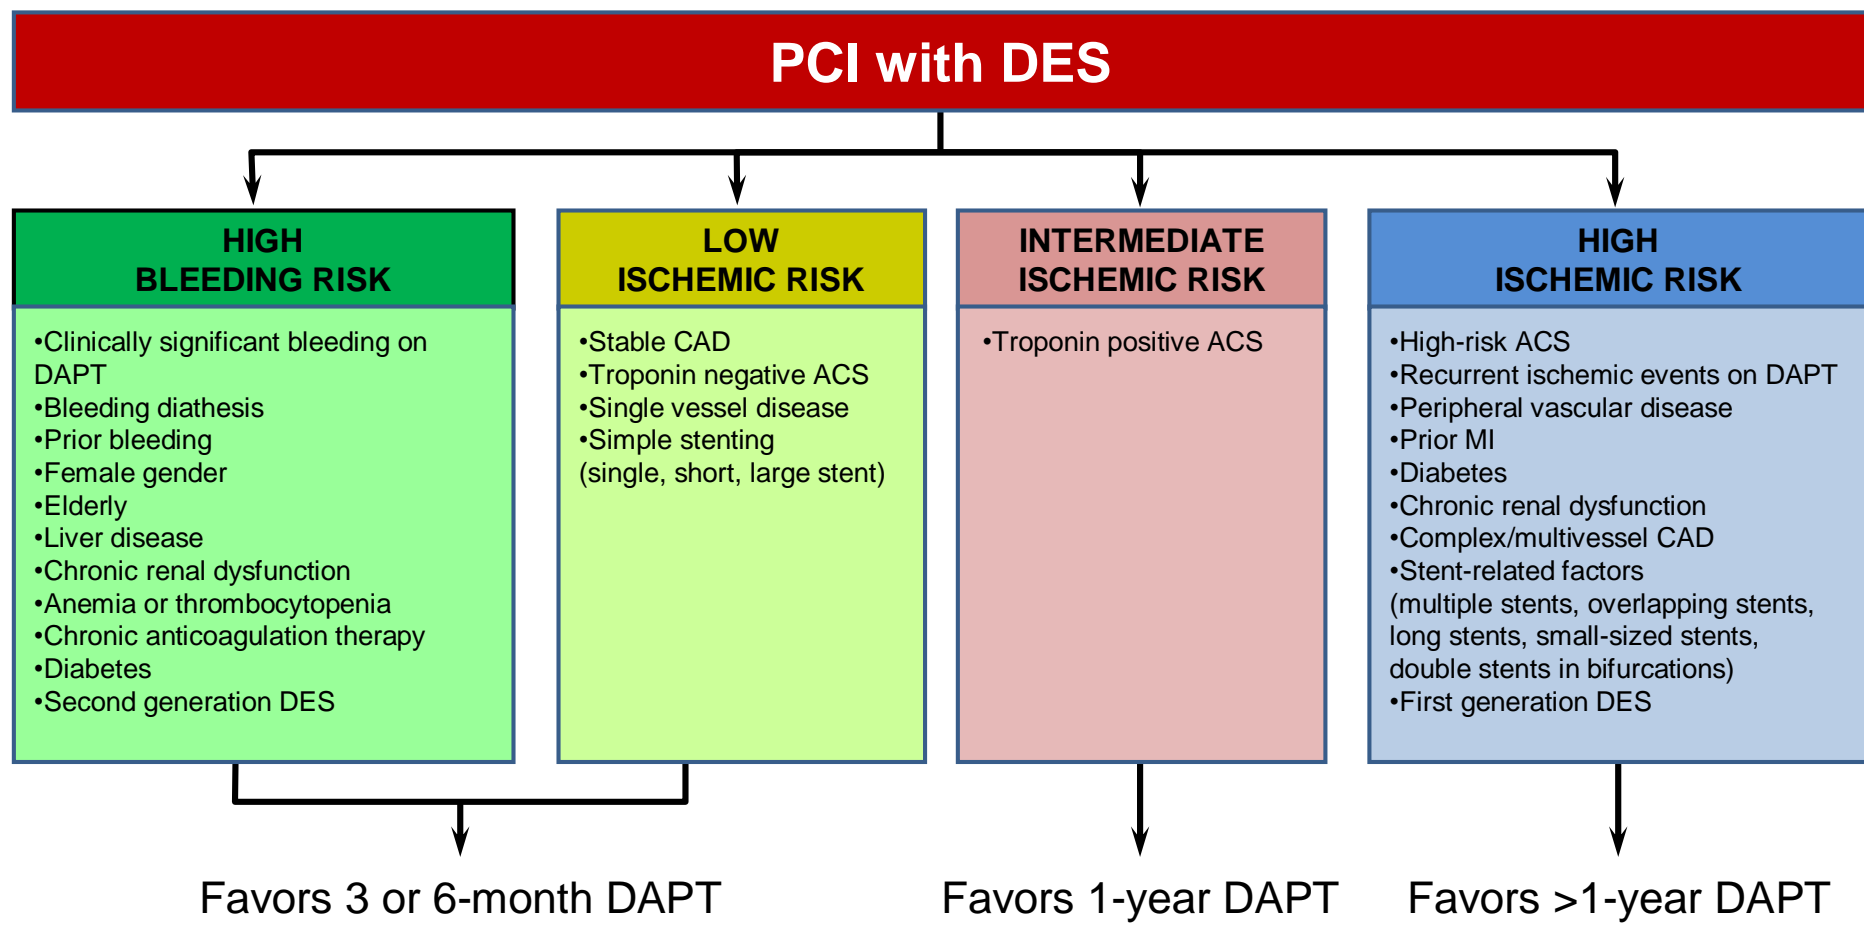 PCI with DES
HIGH
BLEEDING RISK
•Clinically significant bleeding on
DAPT
•Bleeding diathesis
•Prior bleeding
•Female gender
•Elderly
•Liver disease
•Chronic renal dysfunction
•Anemia or thrombocytopenia
•Chronic anticoagulation therapy
•Diabetes
•Second generation DES
LOW
ISCHEMIC RISK
•Stable CAD
•Troponin negative ACS
•Single vessel disease
•Simple stenting
(single, short, large stent)
INTERMEDIATE
ISCHEMIC RISK
•Troponin positive ACS
HIGH
ISCHEMIC RISK
•High-risk ACS
•Recurrent ischemic events on DAPT
•Peripheral vascular disease
•Prior MI
•Diabetes
•Chronic renal dysfunction
•Complex/multivessel CAD
•Stent-related factors
(multiple stents, overlapping stents,
long stents, small-sized stents,
double stents in bifurcations)
•First generation DES
Favors 3 or 6-month DAPT
Favors 1-year DAPT
Favors >1-year DAPT